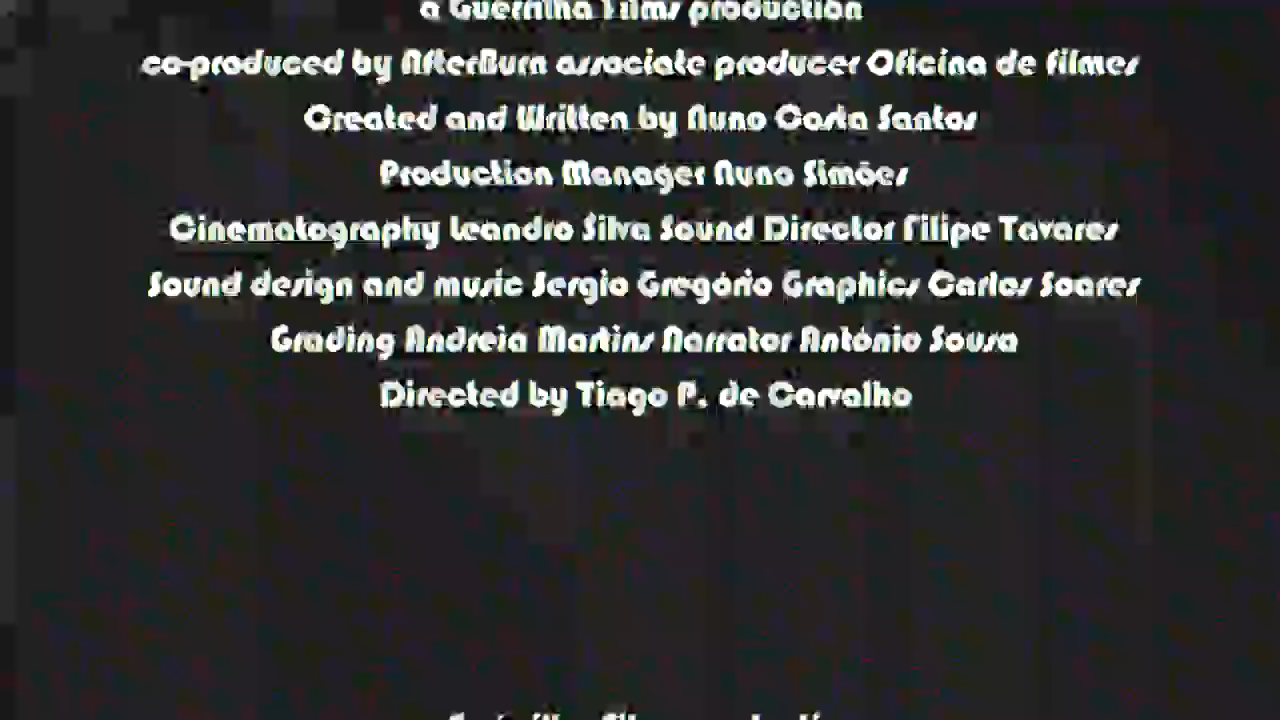 a Guerrilha Films production
co-produced by AfterBurn associate producer Oficina de filmes
Created and Written by Nuno Costa Santos
Production Manager Nuno Simões
Cinematography Leandro Silva Sound Director Filipe Tavares
Sound design and music Sergio Gregório Graphics Carlos Soares
Grading Andreia Martins Narrator António Sousa
Directed by Tiago P. de Carvalho